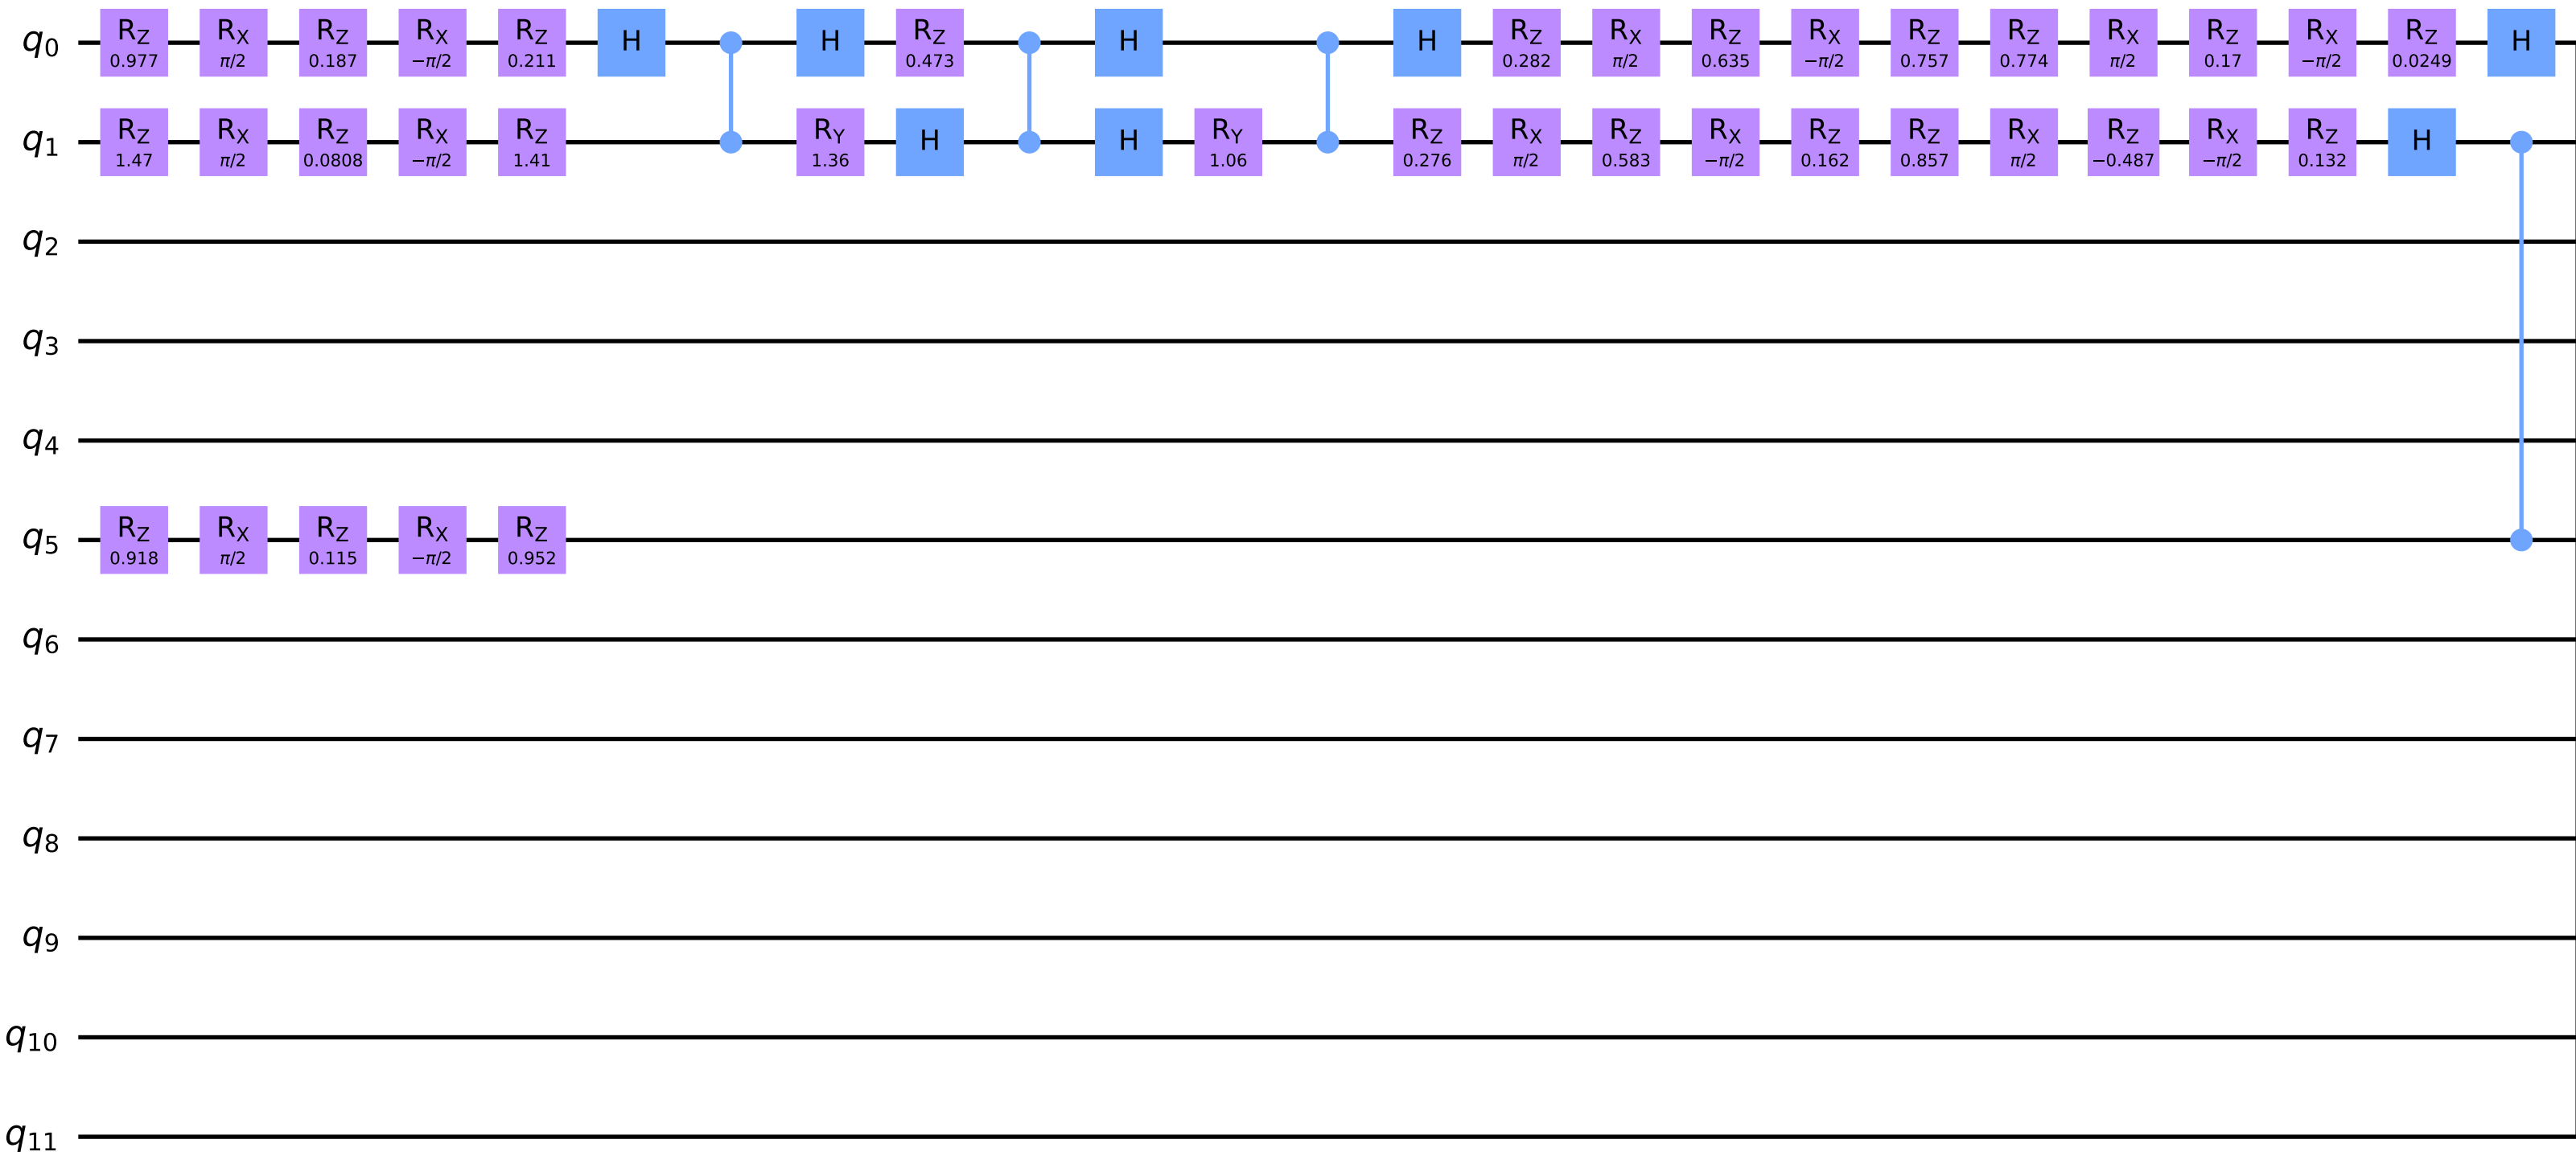 q0 RZ 0.977 RX π/2 RZ 0.187 RX −π/2 RZ 0.211 H H RZ 0.473 H H RZ 0.282 RX π/2 RZ 0.635 RX −π/2 RZ 0.757 RZ 0.774 RX π/2 RZ 0.17 RX −π/2 RZ 0.0249 H
q1 RZ 1.47 RX π/2 RZ 0.0808 RX −π/2 RZ 1.41 RY 1.36 H H RY 1.06 RZ 0.276 RX π/2 RZ 0.583 RX −π/2 RZ 0.162 RZ 0.857 RX π/2 RZ −0.487 RX −π/2 RZ 0.132 H
q2
q3
q4
q5 RZ 0.918 RX π/2 RZ 0.115 RX −π/2 RZ 0.952
q6
q7
q8
q9
q10
q11